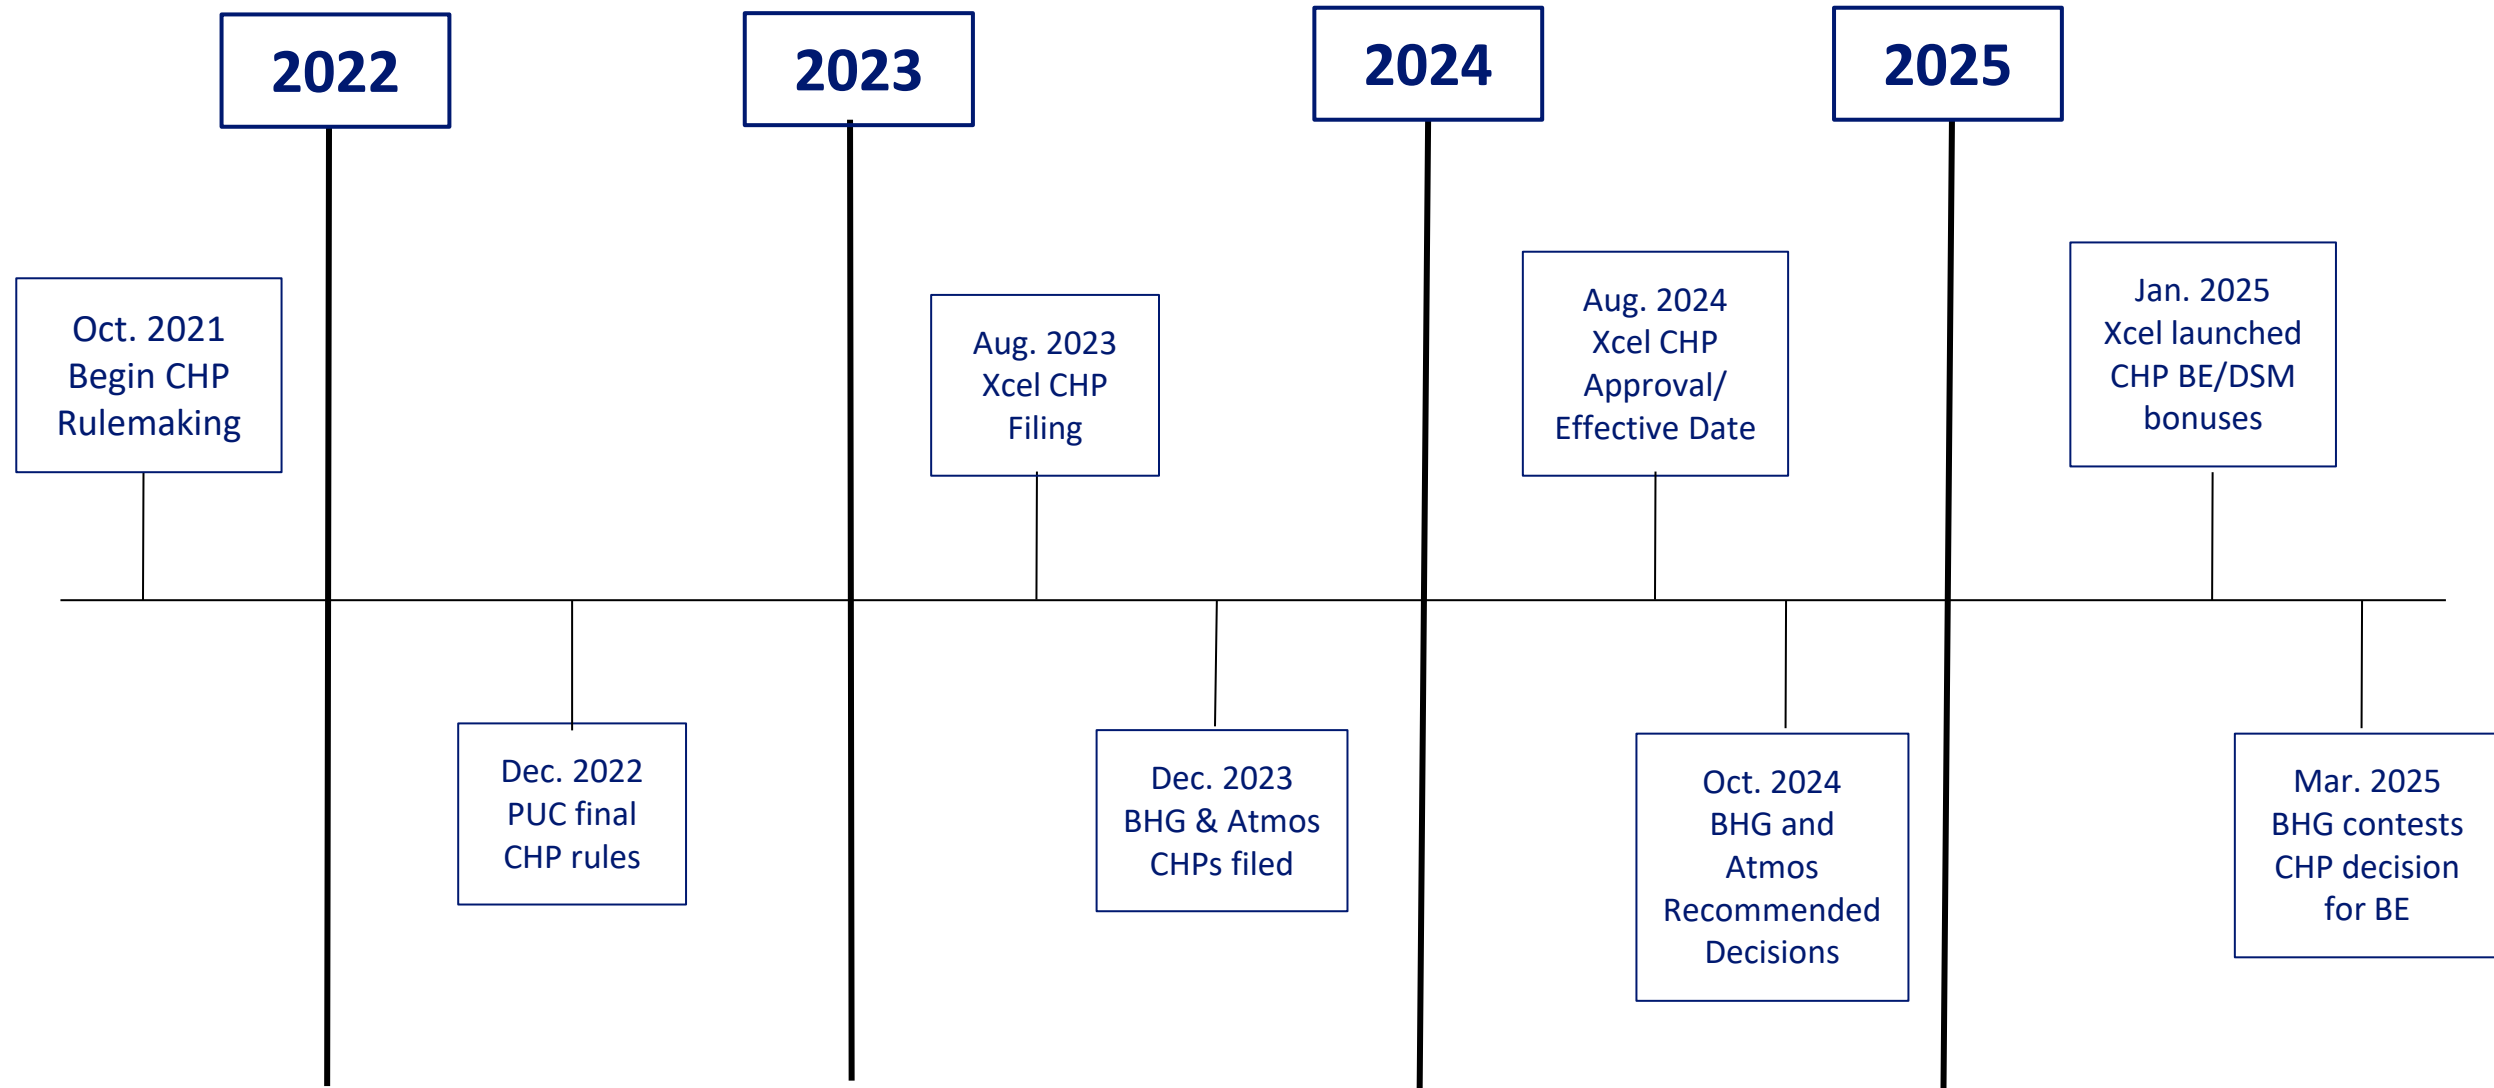 2022
2023
2024
2025
Oct. 2021
Begin CHP
Rulemaking
Aug. 2023
Xcel CHP
Filing
Aug. 2024
Xcel CHP
Approval/
Effective Date
Jan. 2025
Xcel launched
CHP BE/DSM
bonuses
Dec. 2022
PUC final
CHP rules
Dec. 2023
BHG & Atmos
CHPs filed
Oct. 2024
BHG and
Atmos
Recommended
Decisions
Mar. 2025
BHG contests
CHP decision
for BE